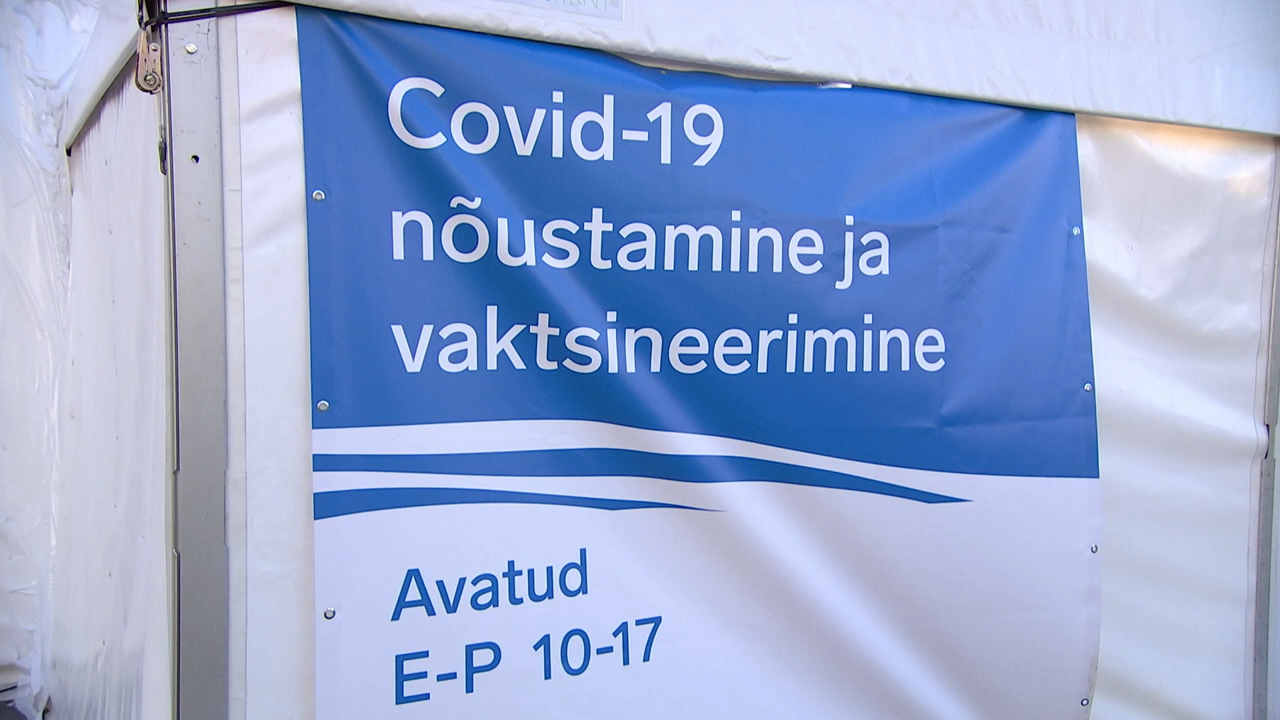 Covid-19
nõustamine ja
vaktsineerimine
Avatud
E-P 10-17